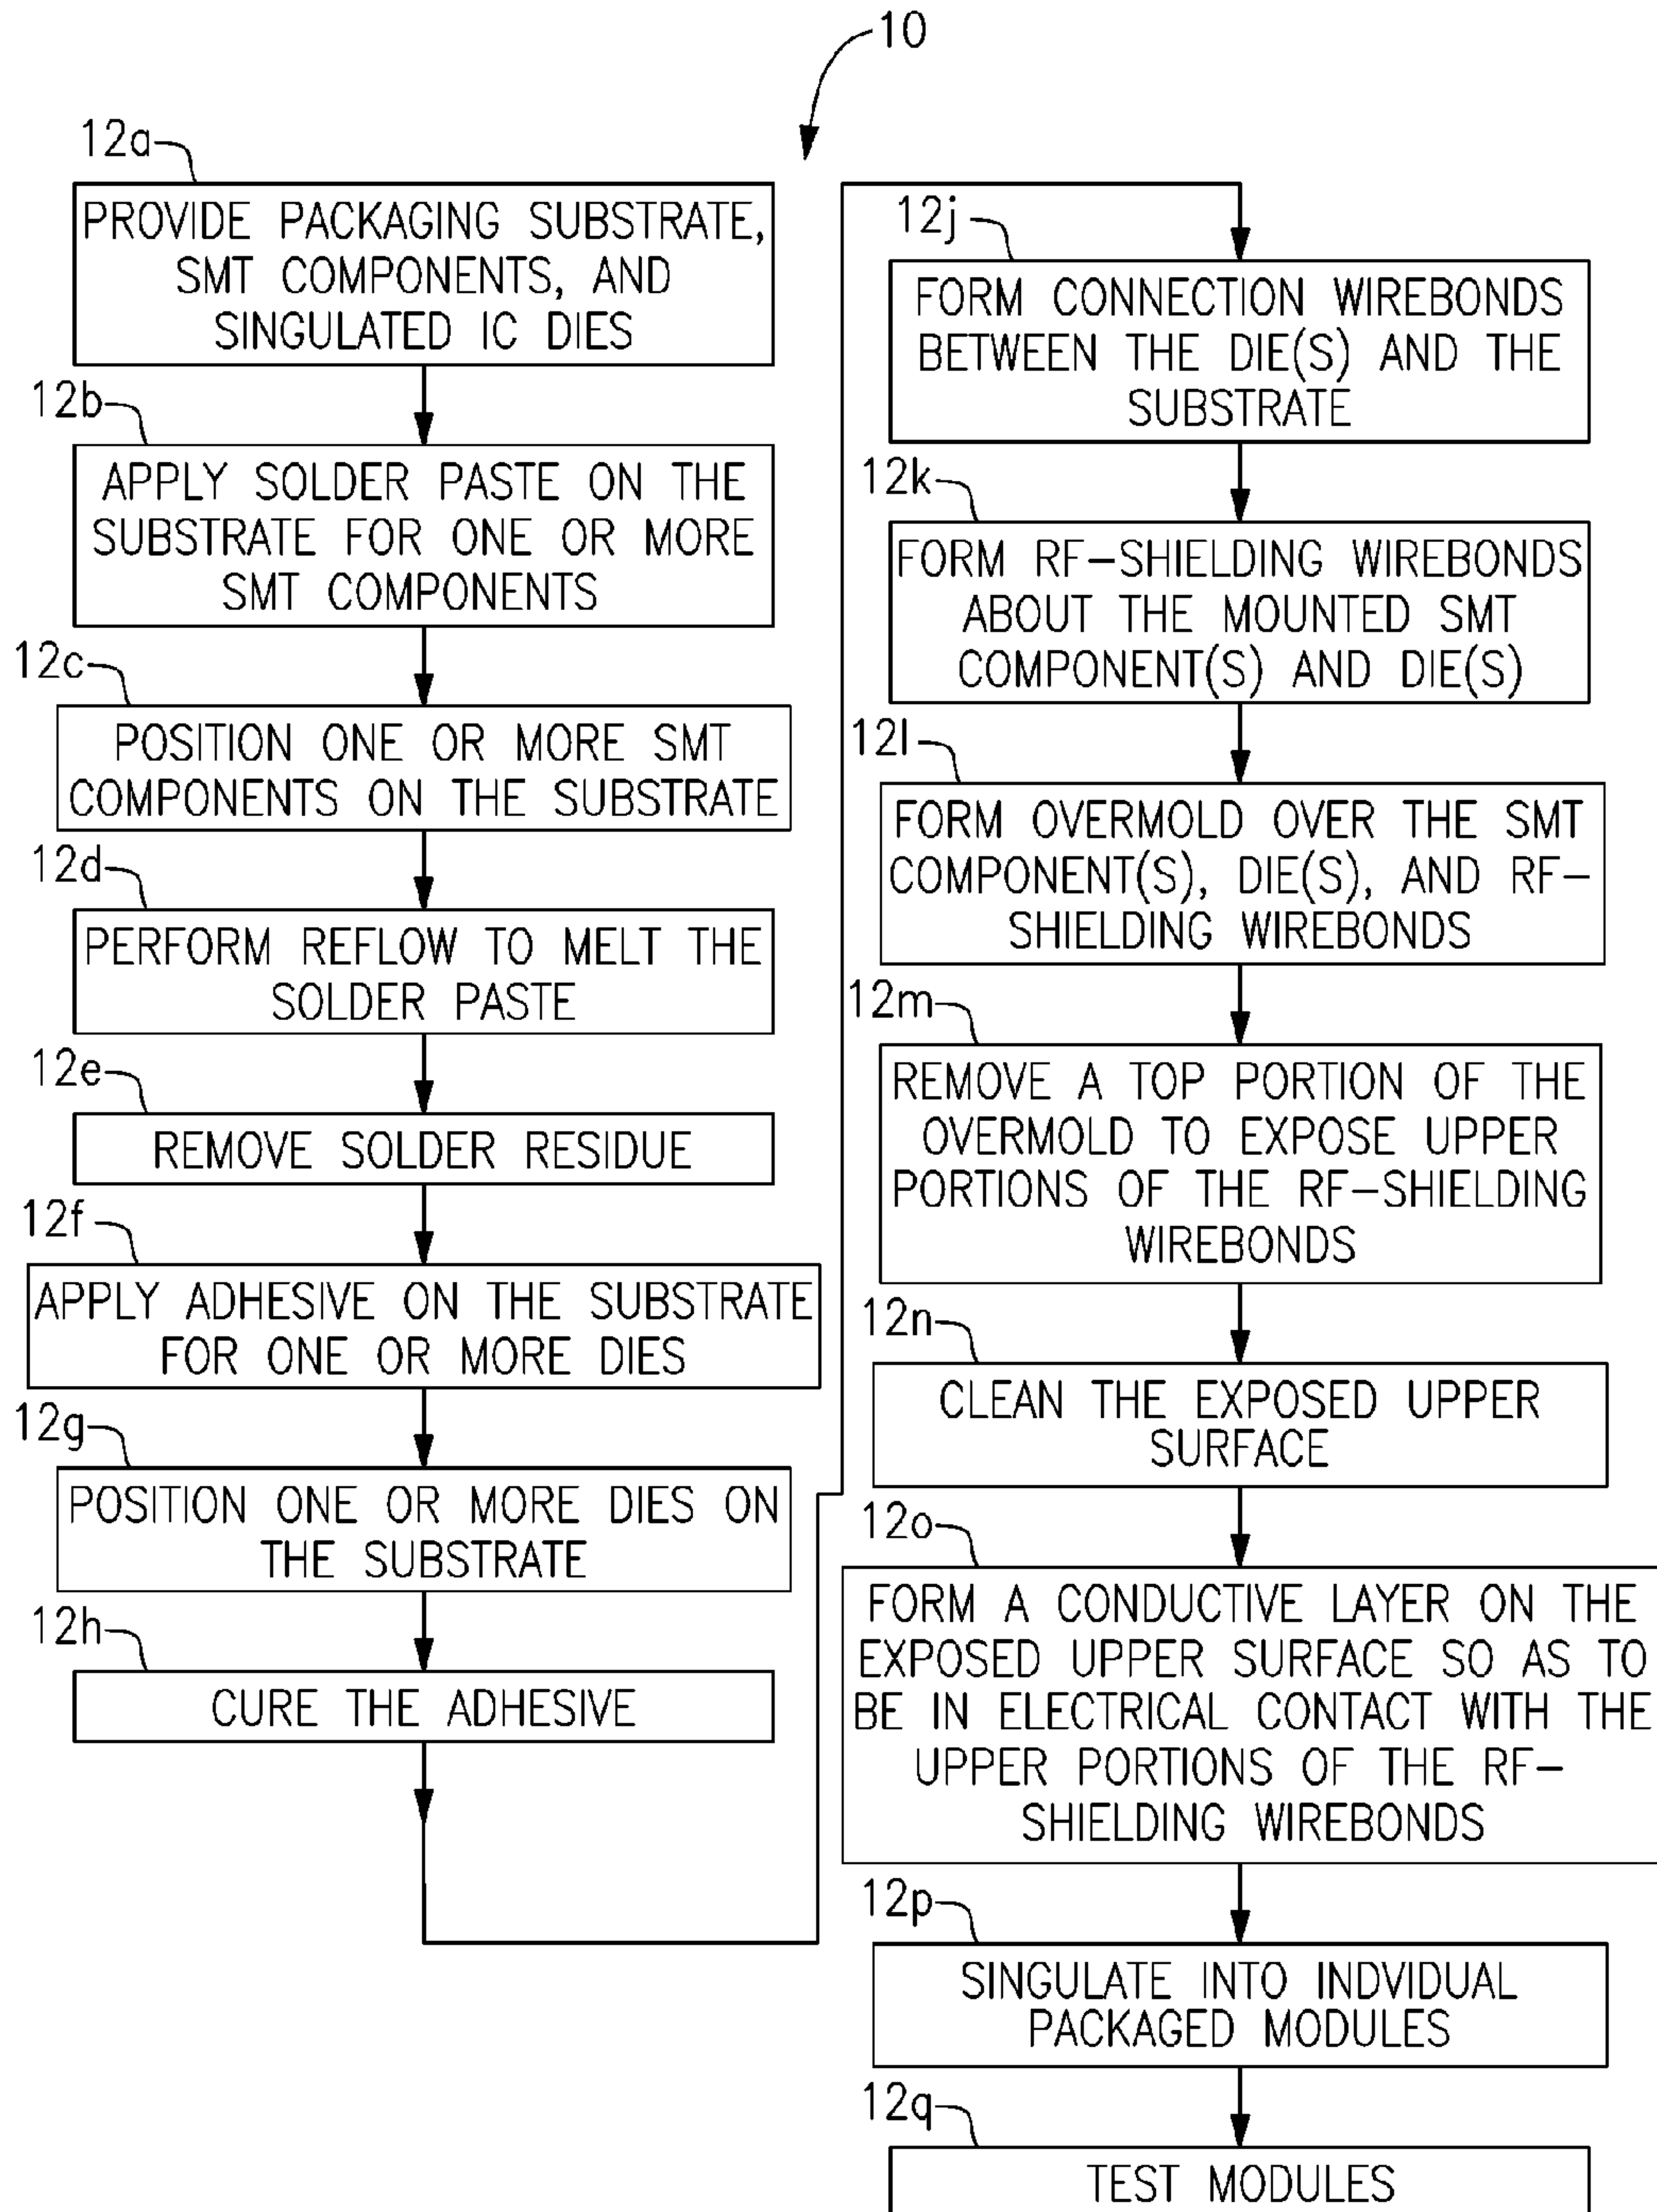 10
12a
PROVIDE PACKAGING SUBSTRATE,
SMT COMPONENTS, AND
SINGULATED IC DIES
12b
APPLY SOLDER PASTE ON THE
SUBSTRATE FOR ONE OR MORE
SMT COMPONENTS
12c
POSITION ONE OR MORE SMT
COMPONENTS ON THE SUBSTRATE
12d
PERFORM REFLOW TO MELT THE
SOLDER PASTE
12e
REMOVE SOLDER RESIDUE
12f
APPLY ADHESIVE ON THE SUBSTRATE
FOR ONE OR MORE DIES
12g
POSITION ONE OR MORE DIES ON
THE SUBSTRATE
12h
CURE THE ADHESIVE
12j
FORM CONNECTION WIREBONDS
BETWEEN THE DIE(S) AND THE
SUBSTRATE
12k
FORM RF-SHIELDING WIREBONDS
ABOUT THE MOUNTED SMT
COMPONENT(S) AND DIE(S)
12l
FORM OVERMOLD OVER THE SMT
COMPONENT(S), DIE(S), AND RF-
SHIELDING WIREBONDS
12m
REMOVE A TOP PORTION OF THE
OVERMOLD TO EXPOSE UPPER
PORTIONS OF THE RF-SHIELDING
WIREBONDS
12n
CLEAN THE EXPOSED UPPER
SURFACE
12o
FORM A CONDUCTIVE LAYER ON THE
EXPOSED UPPER SURFACE SO AS TO
BE IN ELECTRICAL CONTACT WITH THE
UPPER PORTIONS OF THE RF-
SHIELDING WIREBONDS
12p
SINGULATE INTO INDVIDUAL
PACKAGED MODULES
12q
TEST MODULES